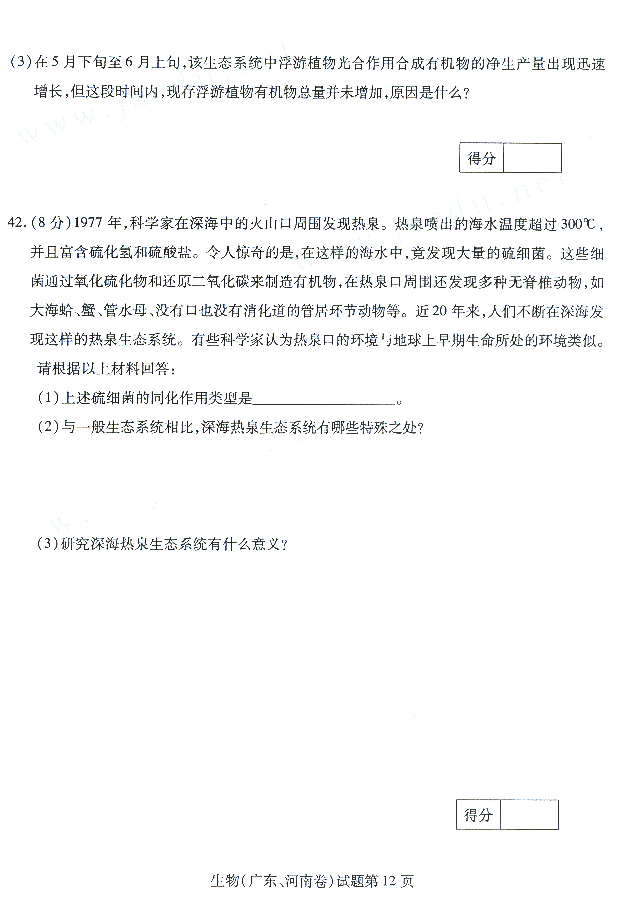 (3)在5月下旬至6月上旬,该生态系统中浮游植物光合作用合成有机物的净生产量出现迅速
增长,但这段时间内,现存浮游植物有机物总量并未增加,原因是什么?
得分
42.(8分)1977年,科学家在深海中的火山口周围发现热泉。热泉喷出的海水温度超过300℃,
并且富含硫化氢和硫酸盐。令人惊奇的是,在这样的海水中,竟发现大量的硫细菌。这些细
菌通过氧化硫化物和还原二氧化碳来制造有机物,在热泉口周围还发现多种无脊椎动物,如
大海蛤、蟹、管水母、没有口也没有消化道的管居环节动物等。近20年来,人们不断在深海发
现这样的热泉生态系统。有些科学家认为热泉口的环境与地球上早期生命所处的环境类似。
请根据以上材料回答:
(1)上述硫细菌的同化作用类型是________________。
(2)与一般生态系统相比,深海热泉生态系统有哪些特殊之处?
(3)研究深海热泉生态系统有什么意义?
得分
生物(广东、河南卷)试题第12页